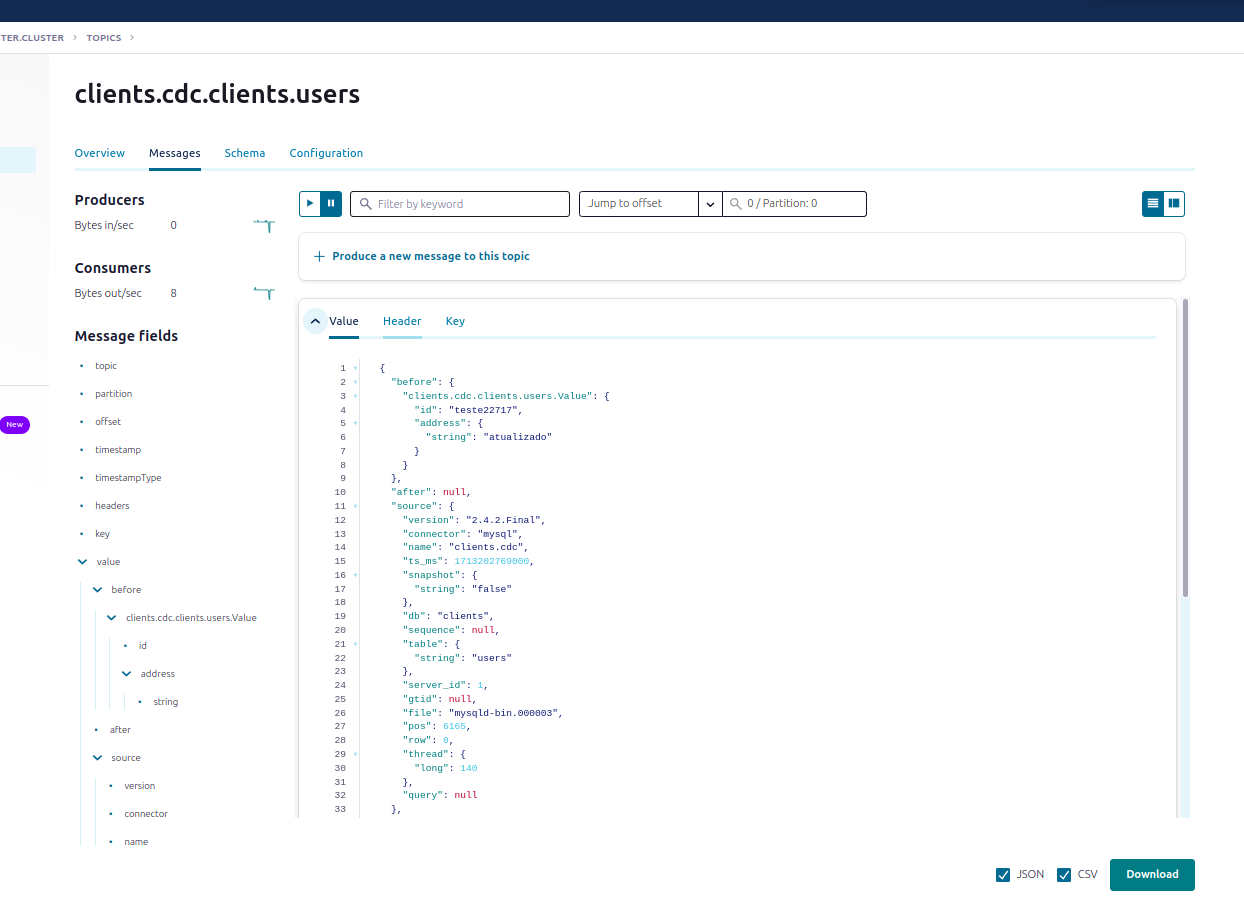 TER.CLUSTER > TOPICS >
clients.cdc.clients.users
Overview Messages Schema Configuration
Producers
Bytes in/sec 0
Consumers
Bytes out/sec 8
Message fields
topic
partition
offset
timestamp
timestampType
headers
key
value
before
clients.cdc.clients.users.Value
id
address
string
after
source
version
connector
name
New
Filter by keyword
Jump to offset
0 / Partition: 0
+ Produce a new message to this topic
Value Header Key
1 {
2 "before": {
3 "clients.cdc.clients.users.Value": {
4 "id": "teste22717",
5 "address": {
6 "string": "atualizado"
7 }
8 }
9 },
10 "after": null,
11 "source": {
12 "version": "2.4.2.Final",
13 "connector": "mysql",
14 "name": "clients.cdc",
15 "ts_ms": 1713202769000,
16 "snapshot": {
17 "string": "false"
18 },
19 "db": "clients",
20 "sequence": null,
21 "table": {
22 "string": "users"
23 },
24 "server_id": 1,
25 "gtid": null,
26 "file": "mysqld-bin.000003",
27 "pos": 6165,
28 "row": 0,
29 "thread": {
30 "long": 140
31 },
32 "query": null
33 },
JSON CSV Download